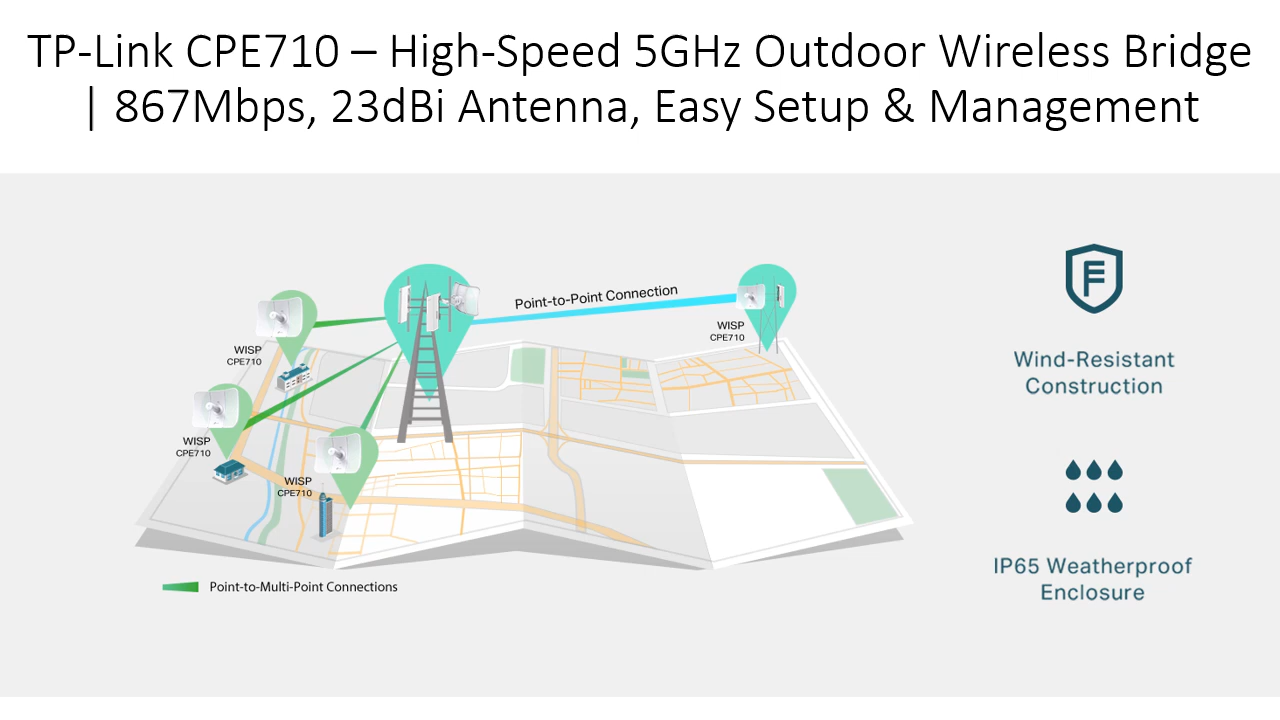 TP-Link CPE710 – High-Speed 5GHz Outdoor Wireless Bridge
| 867Mbps, 23dBi Antenna, Easy Setup & Management
Point-to-Point Connection
WISP
CPE710
WISP
CPE710
WISP
CPE710
WISP
CPE710
Point-to-Multi-Point Connections
F
Wind-Resistant
Construction
IP65 Weatherproof
Enclosure